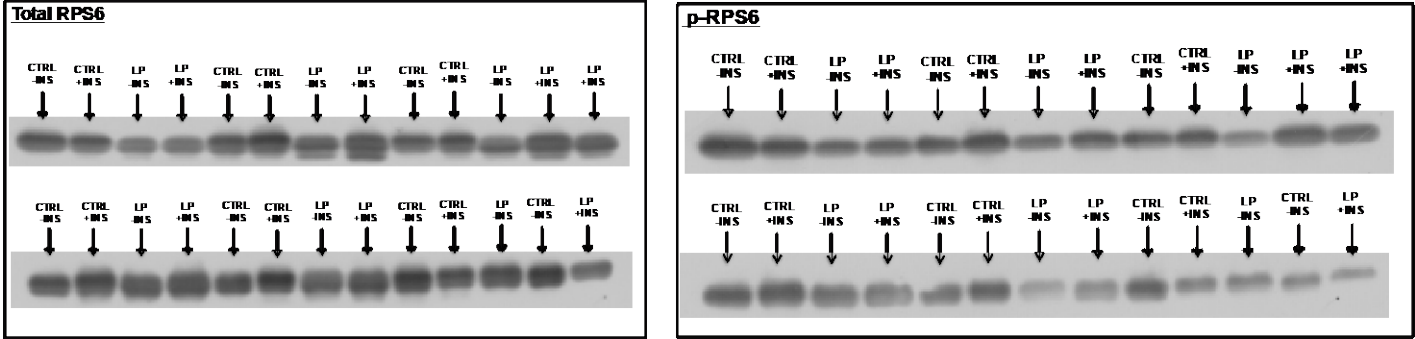 Total RPS6
CTRL CTRL LP LP CTRL CTRL LP LP CTRL CTRL LP LP LP
-INS +INS -INS +INS -INS +INS -INS +INS -INS +INS -INS +INS +INS
CTRL CTRL LP LP CTRL CTRL LP LP CTRL CTRL LP CTRL LP
-INS +INS -INS +INS -INS +INS -INS +INS -INS +INS -INS -INS +INS
p-RPS6
CTRL CTRL LP LP CTRL CTRL LP LP CTRL CTRL LP LP LP
-INS +INS -INS +INS -INS +INS -INS +INS -INS +INS -INS +INS +INS
CTRL CTRL LP LP CTRL CTRL LP LP CTRL CTRL LP CTRL LP
-INS +INS -INS +INS -INS +INS -INS +INS -INS +INS -INS -INS +INS